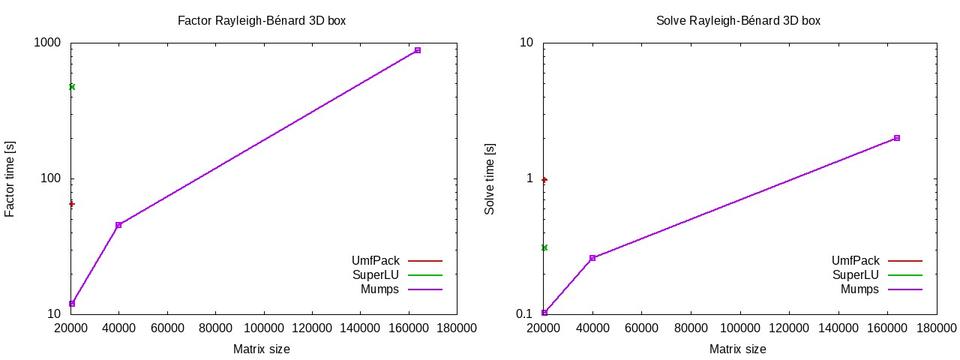 Factor Rayleigh-Bénard 3D box
1000
100
10
Factor time [s]
20000 40000 60000 80000 100000 120000 140000 160000 180000
Matrix size
UmfPack
SuperLU
Mumps
Solve Rayleigh-Bénard 3D box
10
1
0.1
Solve time [s]
20000 40000 60000 80000 100000 120000 140000 160000 180000
Matrix size
UmfPack
SuperLU
Mumps